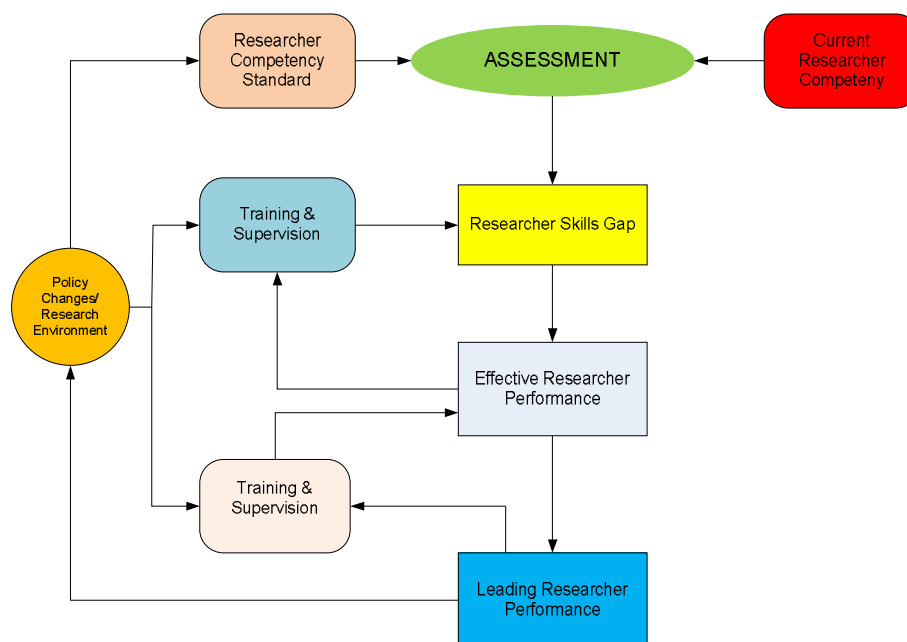 Researcher
Competency
Standard
ASSESSMENT
Current
Researcher
Competeny
Training &
Supervision
Researcher Skills Gap
Policy
Changes/
Research
Environment
Effective Researcher
Performance
Training &
Supervision
Leading Researcher
Performance